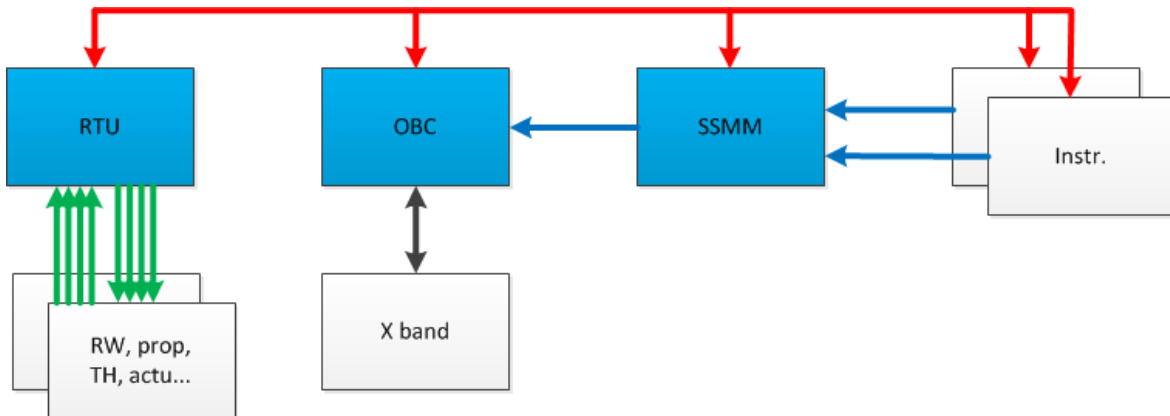 RTU
OBC
SSMM
Instr.
X band
RW, prop,
TH, actu...